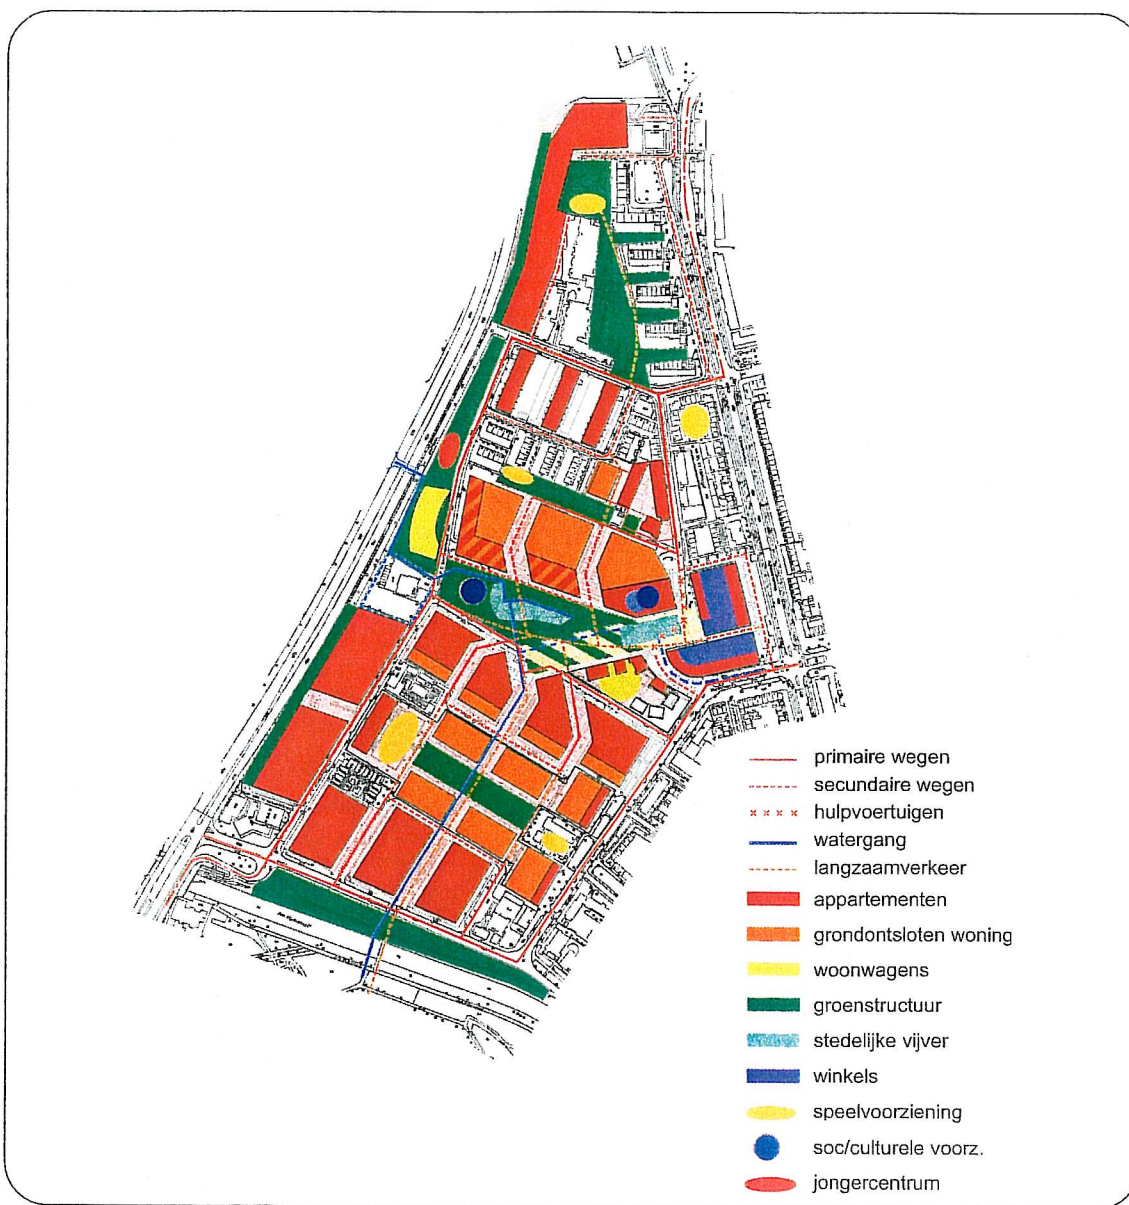 primaire wegen
secundaire wegen
hulpvoertuigen
watergang
langzaamverkeer
appartementen
grondontsloten woning
woonwagens
groenstructuur
stedelijke vijver
winkels
speelvoorziening
soc/culturele voorz.
jongercentrum